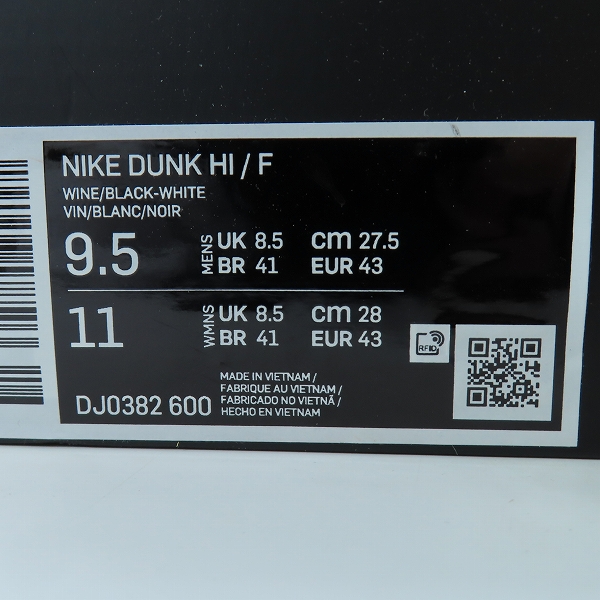 NIKE DUNK HI / F
WINE/BLACK-WHITE
VIN/BLANC/NOIR
9.5 MENS UK 8.5 cm 27.5
BR 41 EUR 43
11 WMNS UK 8.5 cm 28
BR 41 EUR 43
RFID
DJ0382 600
MADE IN VIETNAM /
FABRIQUE AU VIETNAM /
FABRICADO NO VIETNÃ /
HECHO EN VIETNAM